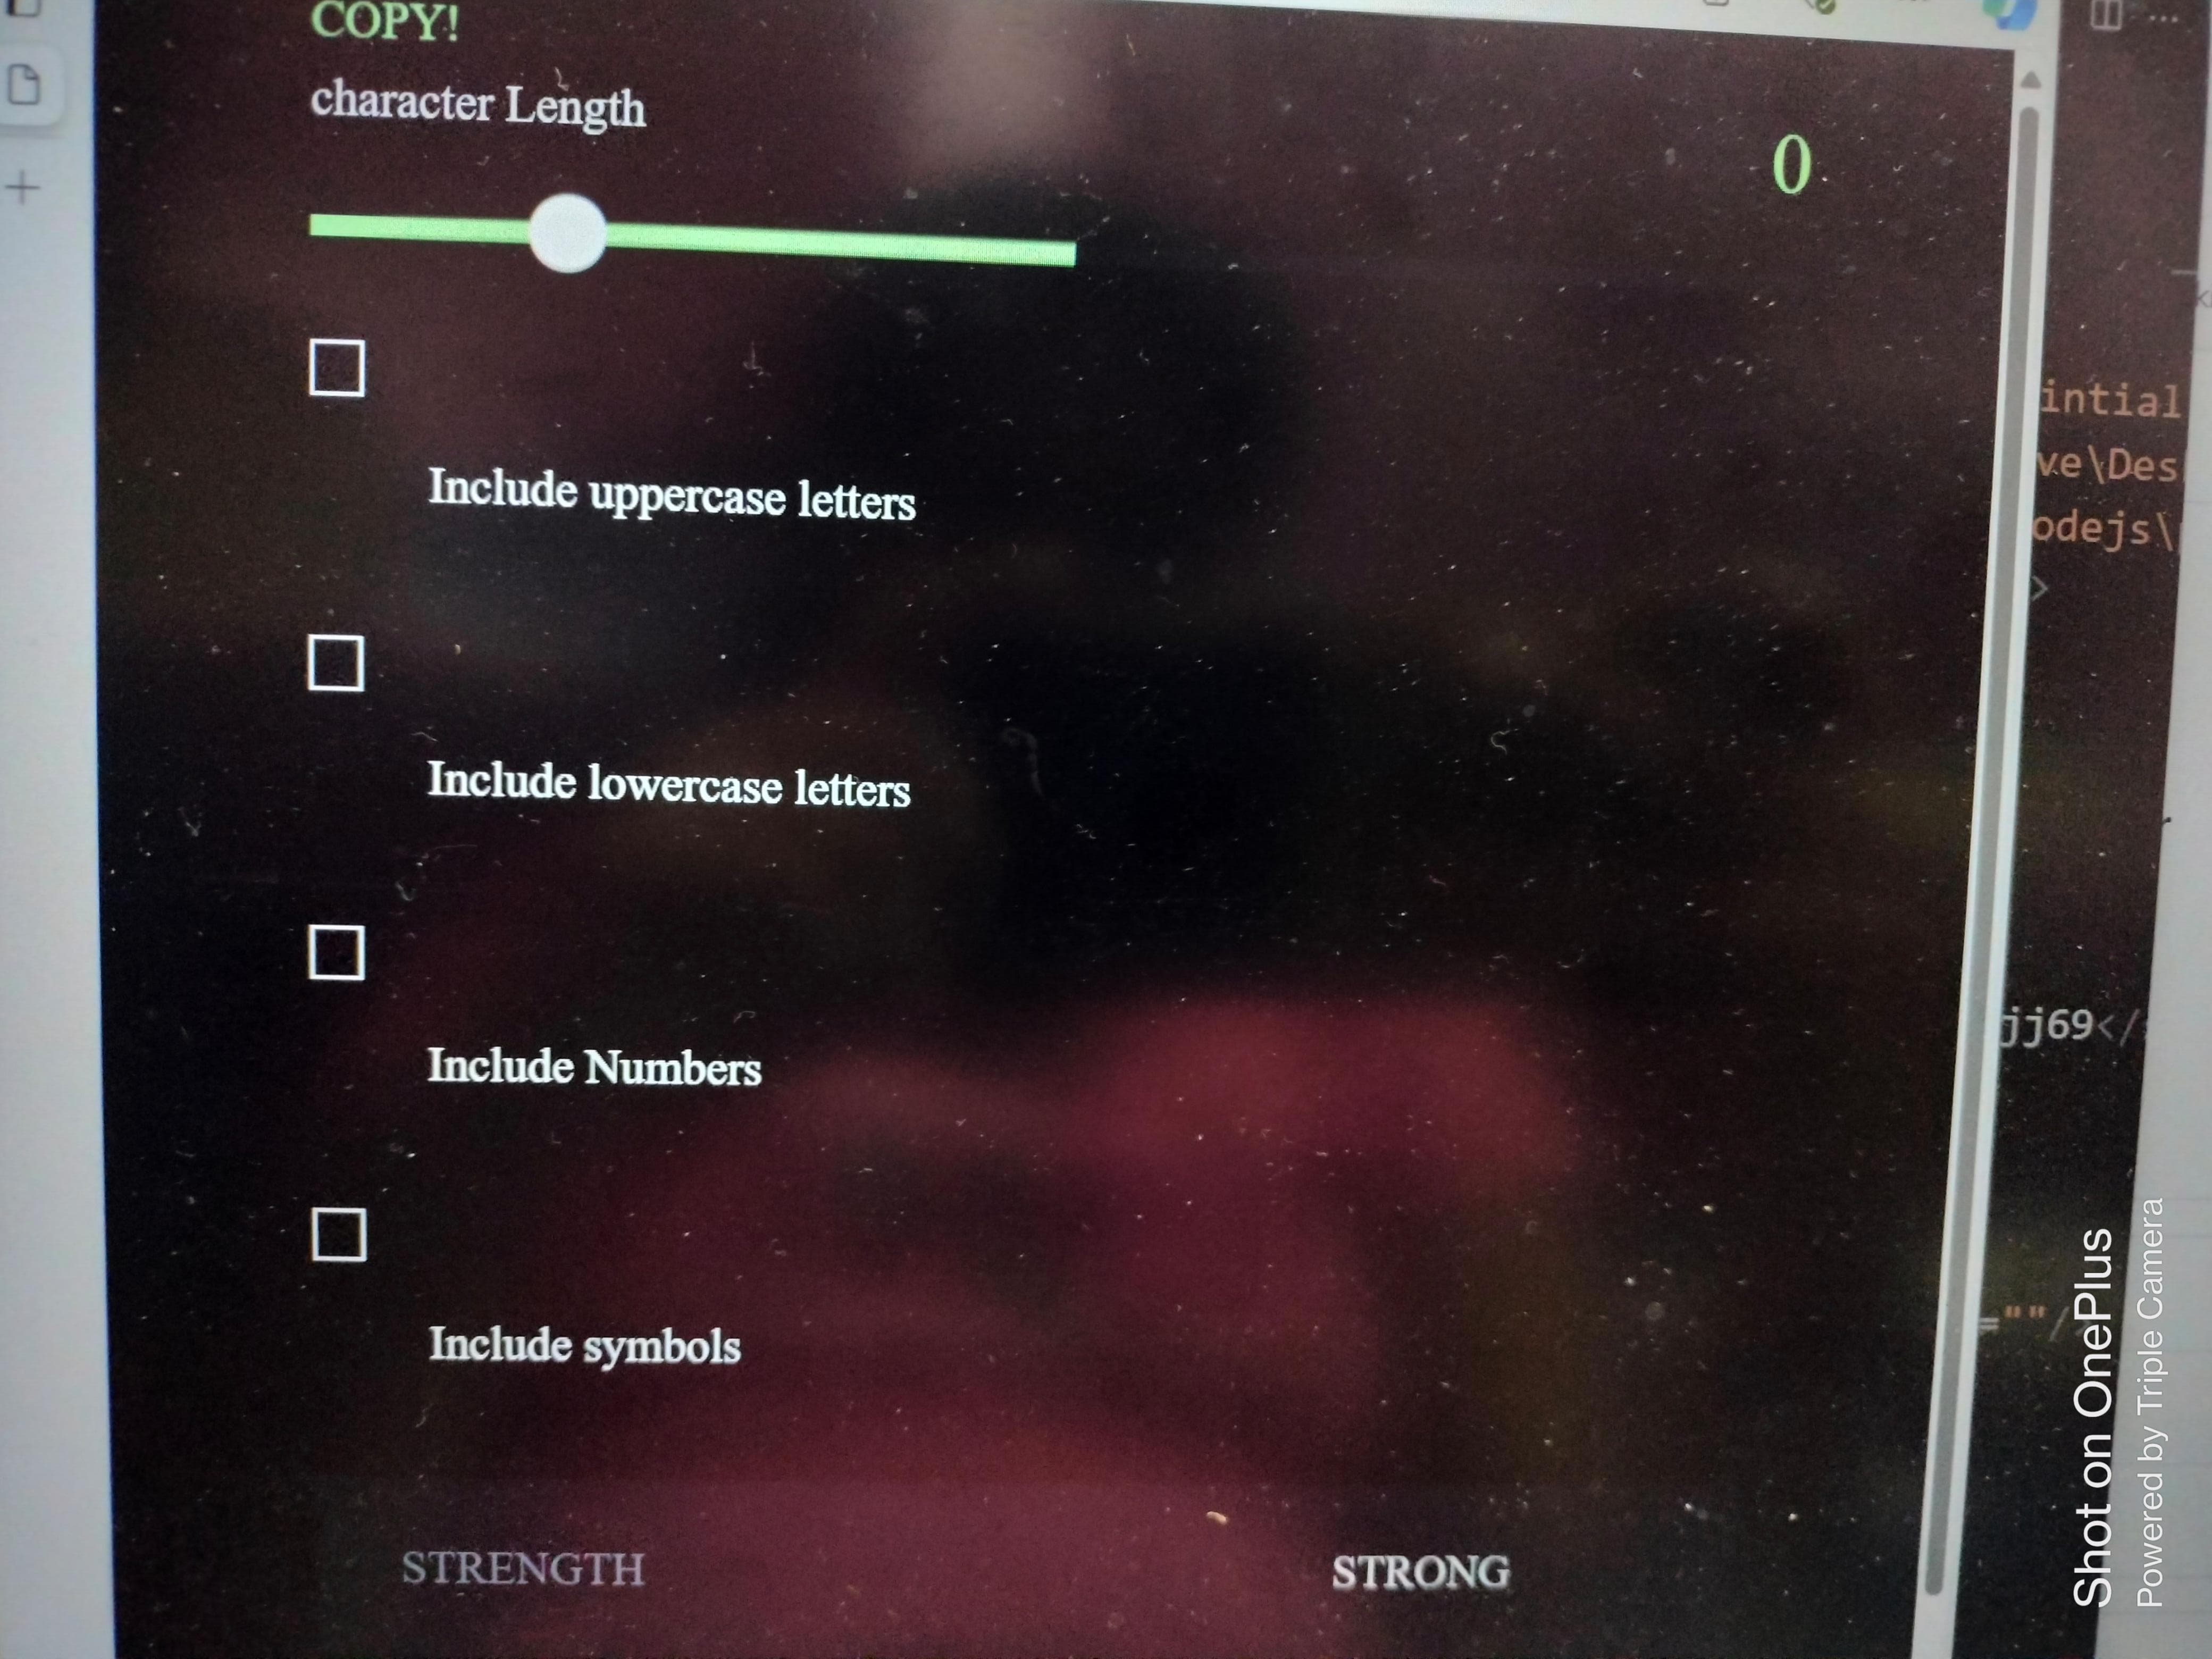 COPY!
character Length
0
Include uppercase letters
Include lowercase letters
Include Numbers
Include symbols
STRENGTH
STRONG
intial
ve\Des
odejs\
>
jj69</
=""/
Shot on OnePlus
Powered by Triple Camera